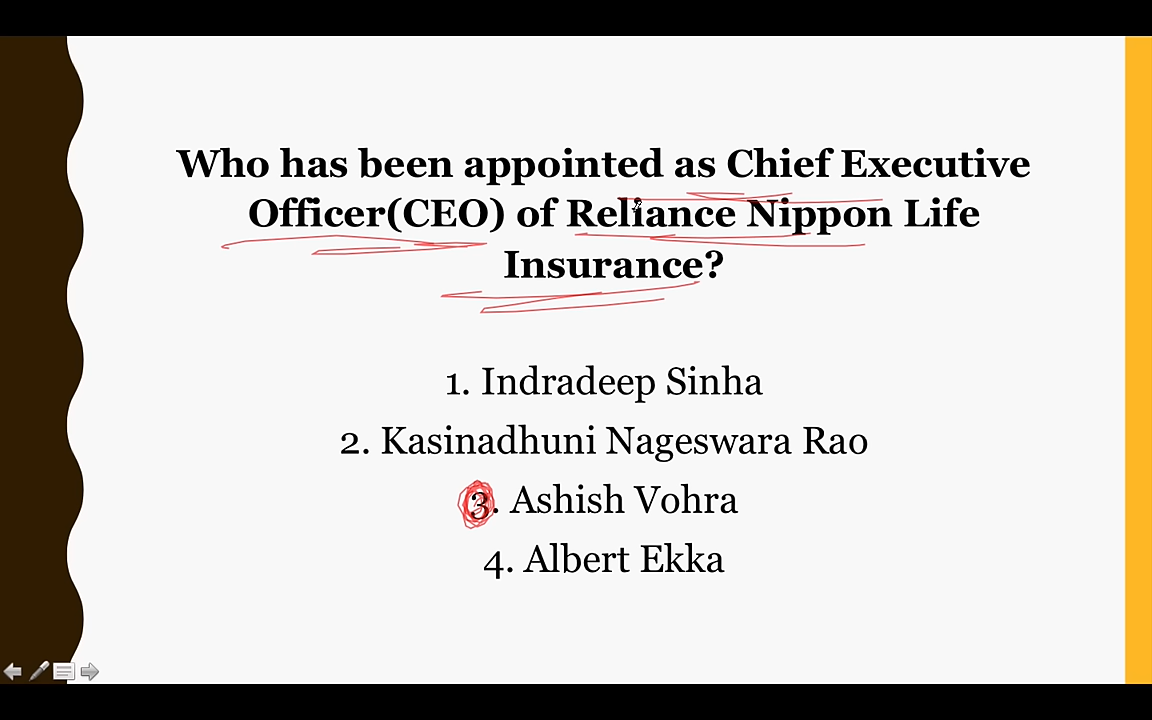 Who has been appointed as Chief Executive
Officer(CEO) of Reliance Nippon Life
Insurance?
1. Indradeep Sinha
2. Kasinadhuni Nageswara Rao
3. Ashish Vohra
4. Albert Ekka